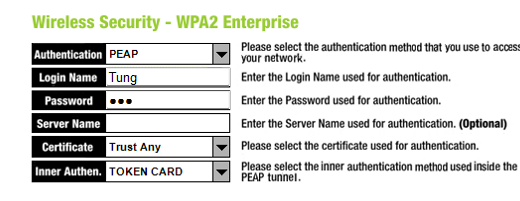 Wireless Security - WPA2 Enterprise
Authentication PEAP Please select the authentication method that you use to access
your network.
Login Name Tung Enter the Login Name used for authentication.
Password ●●● Enter the Password used for authentication.
Server Name Enter the Server Name used for authentication. (Optional)
Certificate Trust Any Please select the certificate used for authentication.
Inner Authen. TOKEN CARD Please select the inner authentication method used inside the
PEAP tunnel.